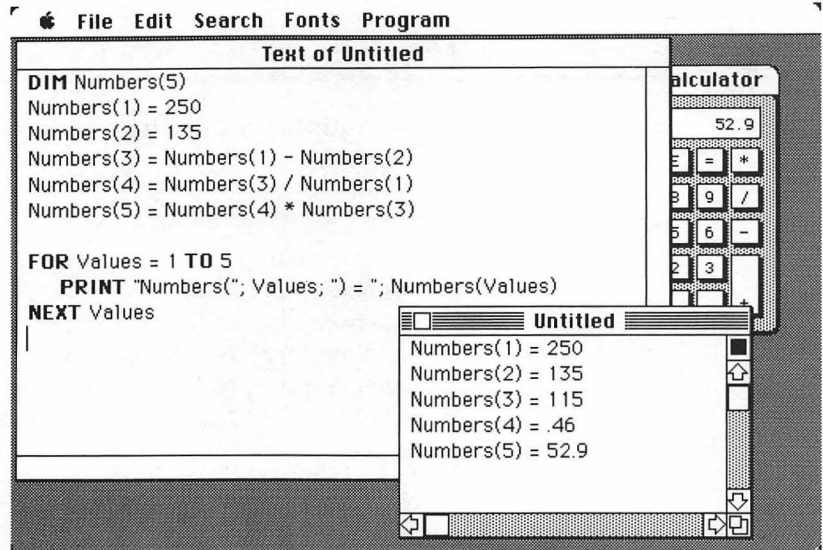 File Edit Search Fonts Program
Text of Untitled
DIM Numbers(5)
Numbers(1) = 250
Numbers(2) = 135
Numbers(3) = Numbers(1) - Numbers(2)
Numbers(4) = Numbers(3) / Numbers(1)
Numbers(5) = Numbers(4) * Numbers(3)
FOR Values = 1 TO 5
PRINT "Numbers("; Values; ") = "; Numbers(Values)
NEXT Values
alculator
52.9
E = *
8 9 /
5 6 -
2 3
+
Untitled
Numbers(1) = 250
Numbers(2) = 135
Numbers(3) = 115
Numbers(4) = .46
Numbers(5) = 52.9